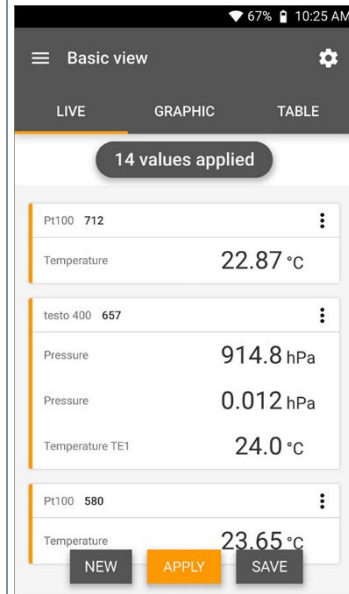 67% 10:25 AM
Basic view
LIVE GRAPHIC TABLE
14 values applied
Pt100 712
Temperature 22.87 °C
testo 400 657
Pressure 914.8 hPa
Pressure 0.012 hPa
Temperature TE1 24.0 °C
Pt100 580
Temperature 23.65 °C
NEW APPLY SAVE